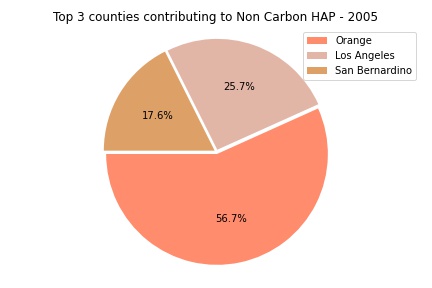 Top 3 counties contributing to Non Carbon HAP - 2005
Orange
Los Angeles
San Bernardino
25.7%
17.6%
56.7%